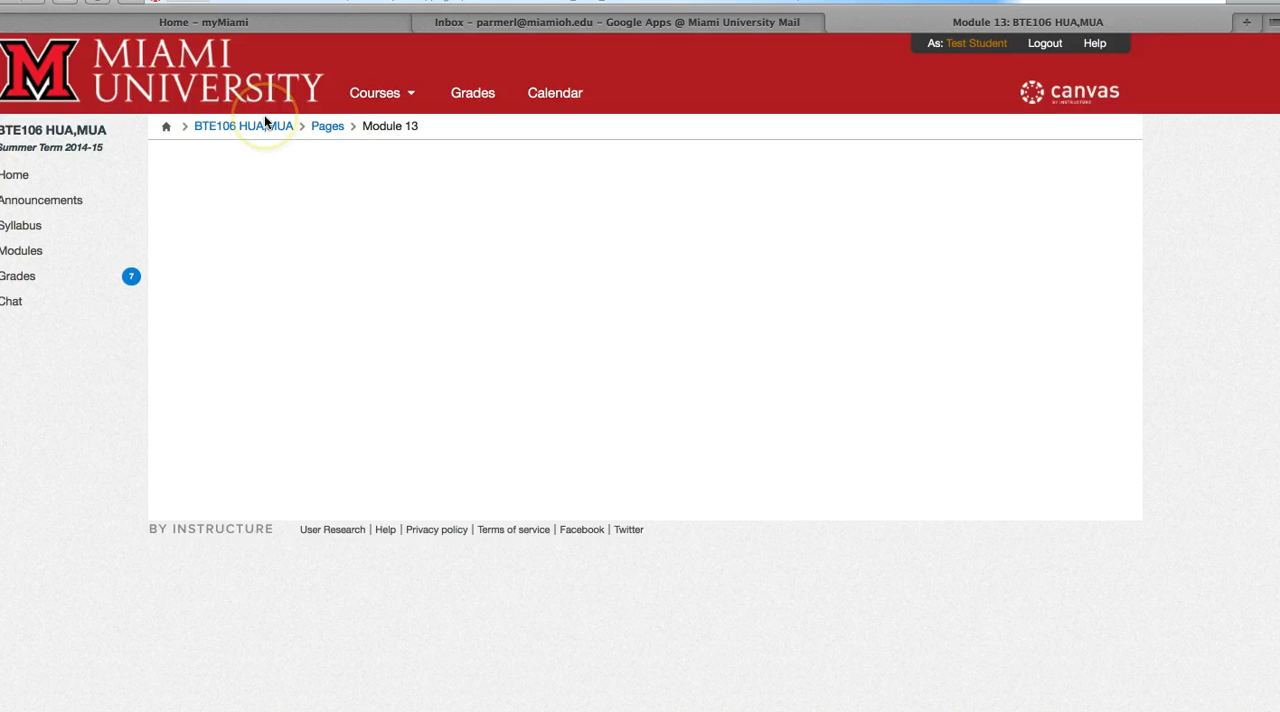 Home – myMiami
Inbox – parmerl@miamioh.edu – Google Apps @ Miami University Mail
Module 13: BTE106 HUA,MUA
As: Test Student Logout Help
MIAMI
UNIVERSITY
Courses Grades Calendar
canvas
BY INSTRUCTURE
BTE106 HUA,MUA
Summer Term 2014-15
BTE106 HUA,MUA > Pages > Module 13
Home
Announcements
Syllabus
Modules
Grades 7
Chat
BY INSTRUCTURE
User Research | Help | Privacy policy | Terms of service | Facebook | Twitter